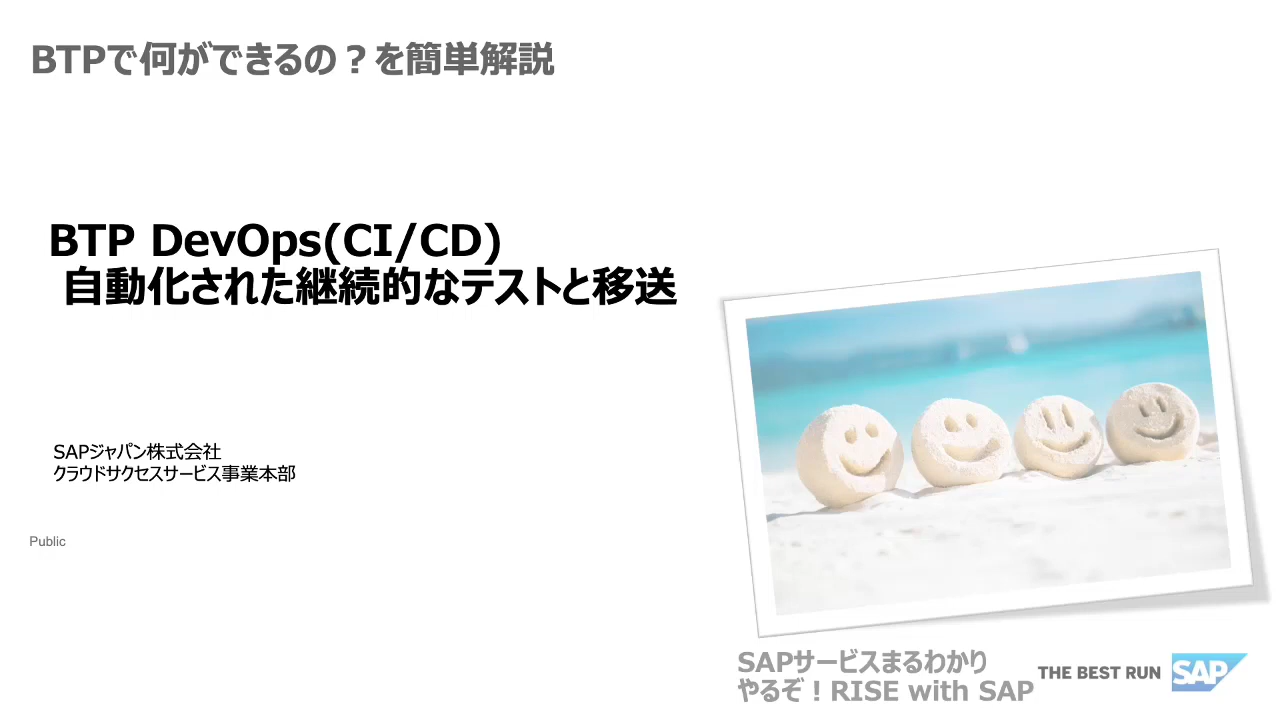 BTPで何ができるの？を簡単解説
BTP DevOps(CI/CD)
自動化された継続的なテストと移送
SAPジャパン株式会社
クラウドサクセスサービス事業本部
Public
SAPサービスまるわかり
やるぞ！RISE with SAP
THE BEST RUN SAP